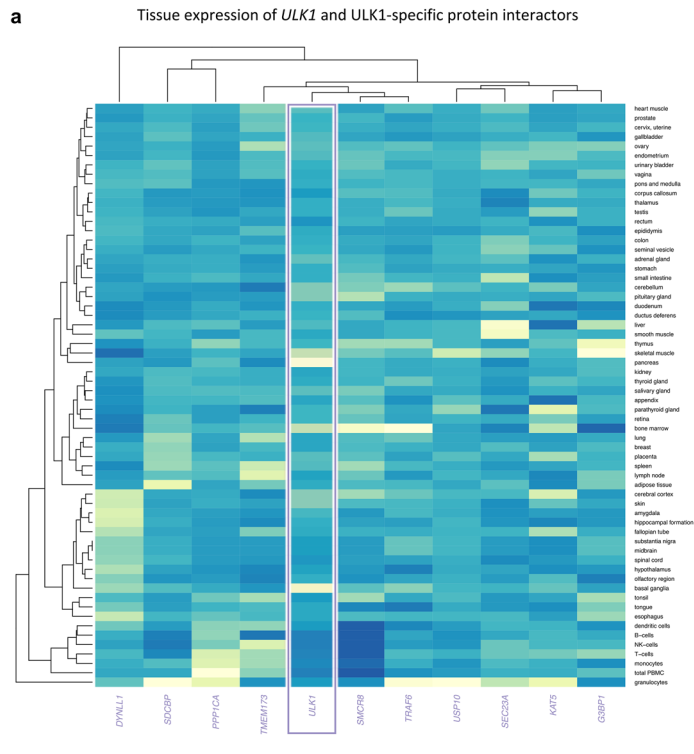 a
Tissue expression of ULK1 and ULK1-specific protein interactors
heart muscle
prostate
cervix, uterine
gallbladder
ovary
endometrium
urinary bladder
vagina
pons and medulla
corpus callosum
thalamus
testis
rectum
epididymis
colon
seminal vesicle
adrenal gland
stomach
small intestine
cerebellum
pituitary gland
duodenum
ductus deferens
liver
smooth muscle
thymus
skeletal muscle
pancreas
kidney
thyroid gland
salivary gland
appendix
parathyroid gland
retina
bone marrow
lung
breast
placenta
spleen
lymph node
adipose tissue
cerebral cortex
skin
amygdala
hippocampal formation
fallopian tube
substantia nigra
midbrain
spinal cord
hypothalamus
olfactory region
basal ganglia
tonsil
tongue
esophagus
dendritic cells
B-cells
NK-cells
T-cells
monocytes
total PBMC
granulocytes
DYNLL1
SDCBP
PPP1CA
TMEM173
ULK1
SMCR8
TRAF6
USP10
SEC23A
KAT5
G3BP1